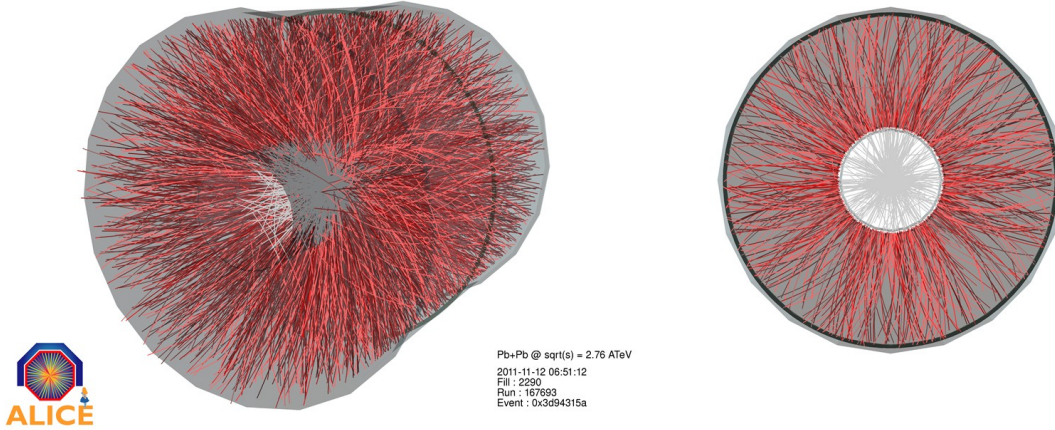 Pb+Pb @ sqrt(s) = 2.76 ATeV
2011-11-12 06:51:12
Fill : 2290
Run : 167693
Event : 0x3d94315a
ALICE